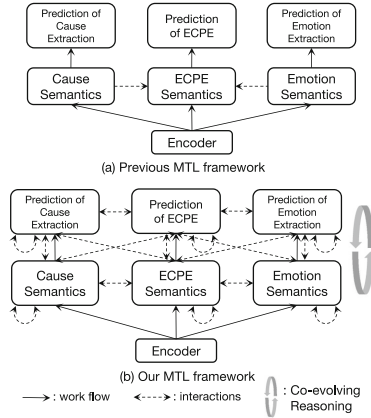 Prediction of
Cause
Extraction
Prediction
of ECPE
Prediction of
Emotion
Extraction
Cause
Semantics
ECPE
Semantics
Emotion
Semantics
Encoder
(a) Previous MTL framework
Prediction of
Cause
Extraction
Prediction
of ECPE
Prediction of
Emotion
Extraction
Cause
Semantics
ECPE
Semantics
Emotion
Semantics
Encoder
(b) Our MTL framework
: work flow
: interactions
: Co-evolving
Reasoning